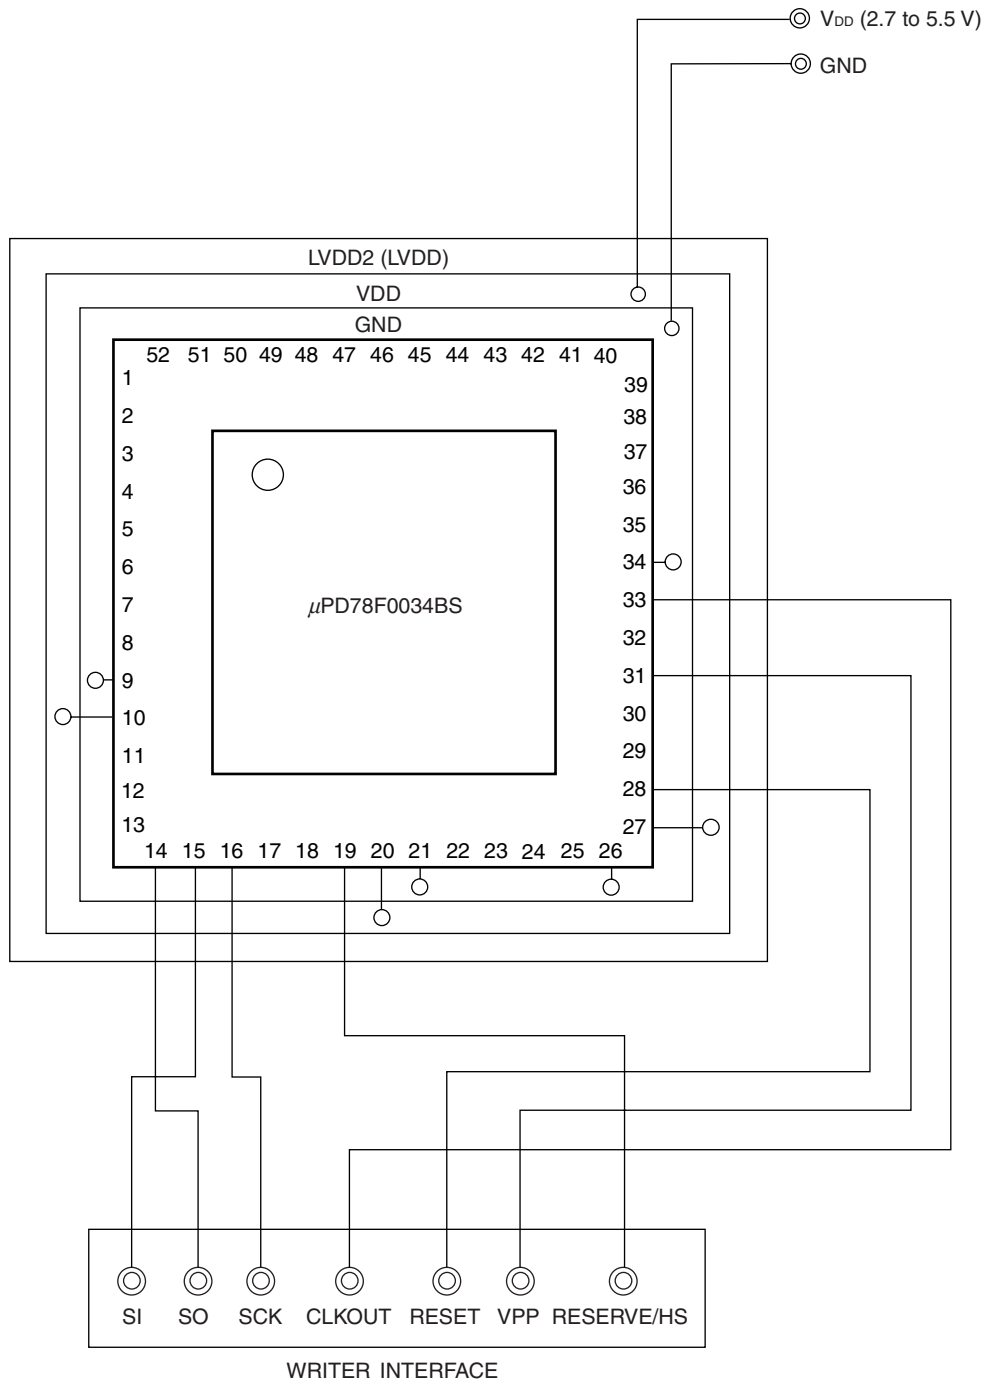 VDD (2.7 to 5.5 V)
GND
LVDD2 (LVDD)
VDD
GND
52 51 50 49 48 47 46 45 44 43 42 41 40
1
39
2
38
3
37
4
36
5
35
6
34
7
μPD78F0034BS
33
8
32
9
31
10
30
11
29
12
28
13
27
14 15 16 17 18 19 20 21 22 23 24 25 26
SI SO SCK CLKOUT RESET VPP RESERVE/HS
WRITER INTERFACE